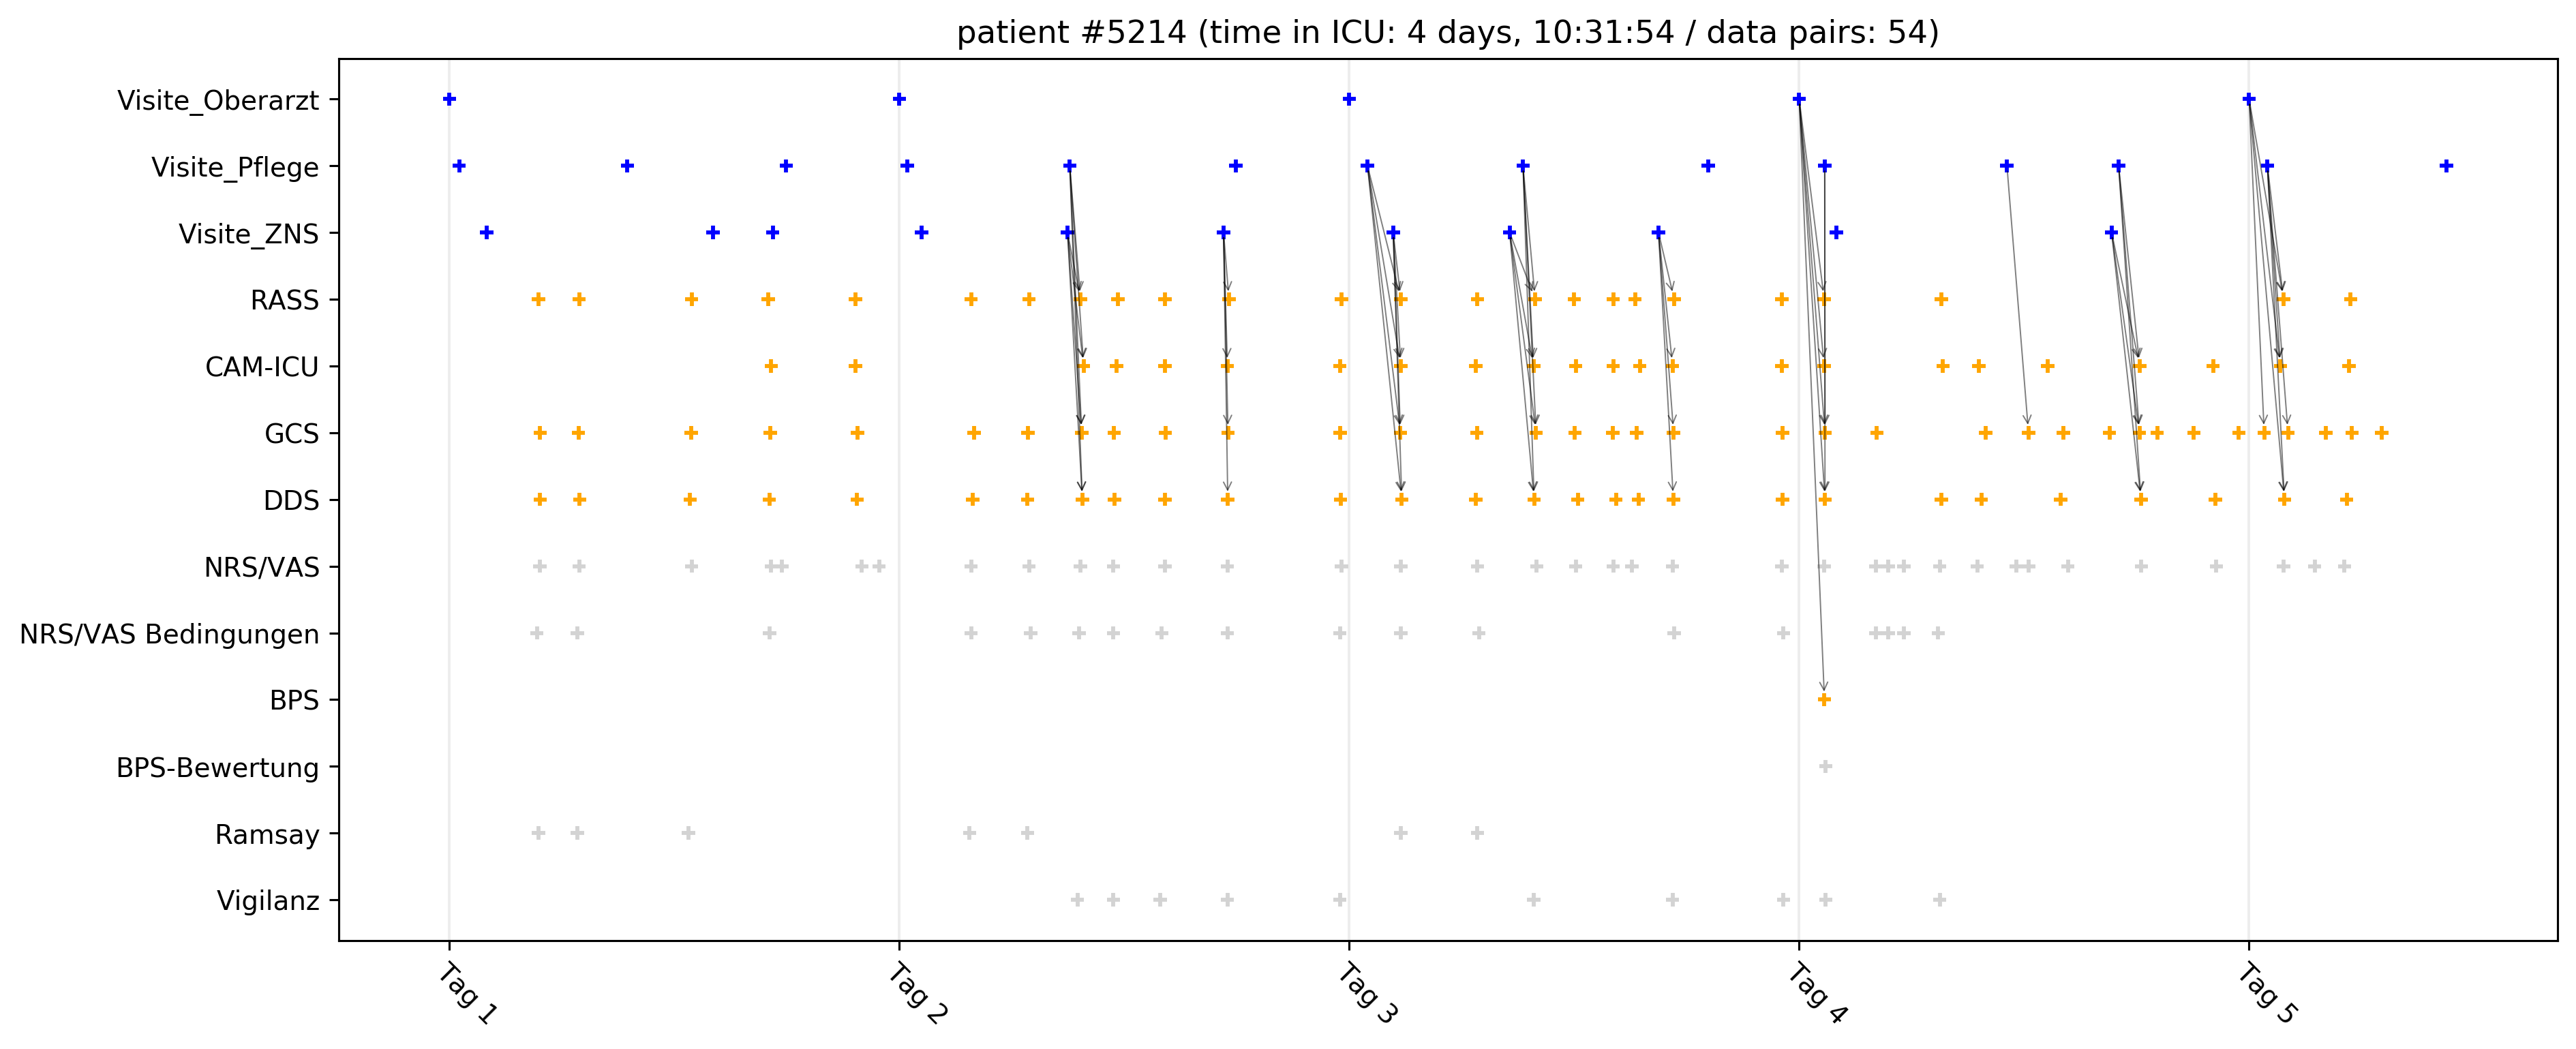 patient #5214 (time in ICU: 4 days, 10:31:54 / data pairs: 54)
Visite_Oberarzt
Visite_Pflege
Visite_ZNS
RASS
CAM-ICU
GCS
DDS
NRS/VAS
NRS/VAS Bedingungen
BPS
BPS-Bewertung
Ramsay
Vigilanz
Tag 1
Tag 2
Tag 3
Tag 4
Tag 5